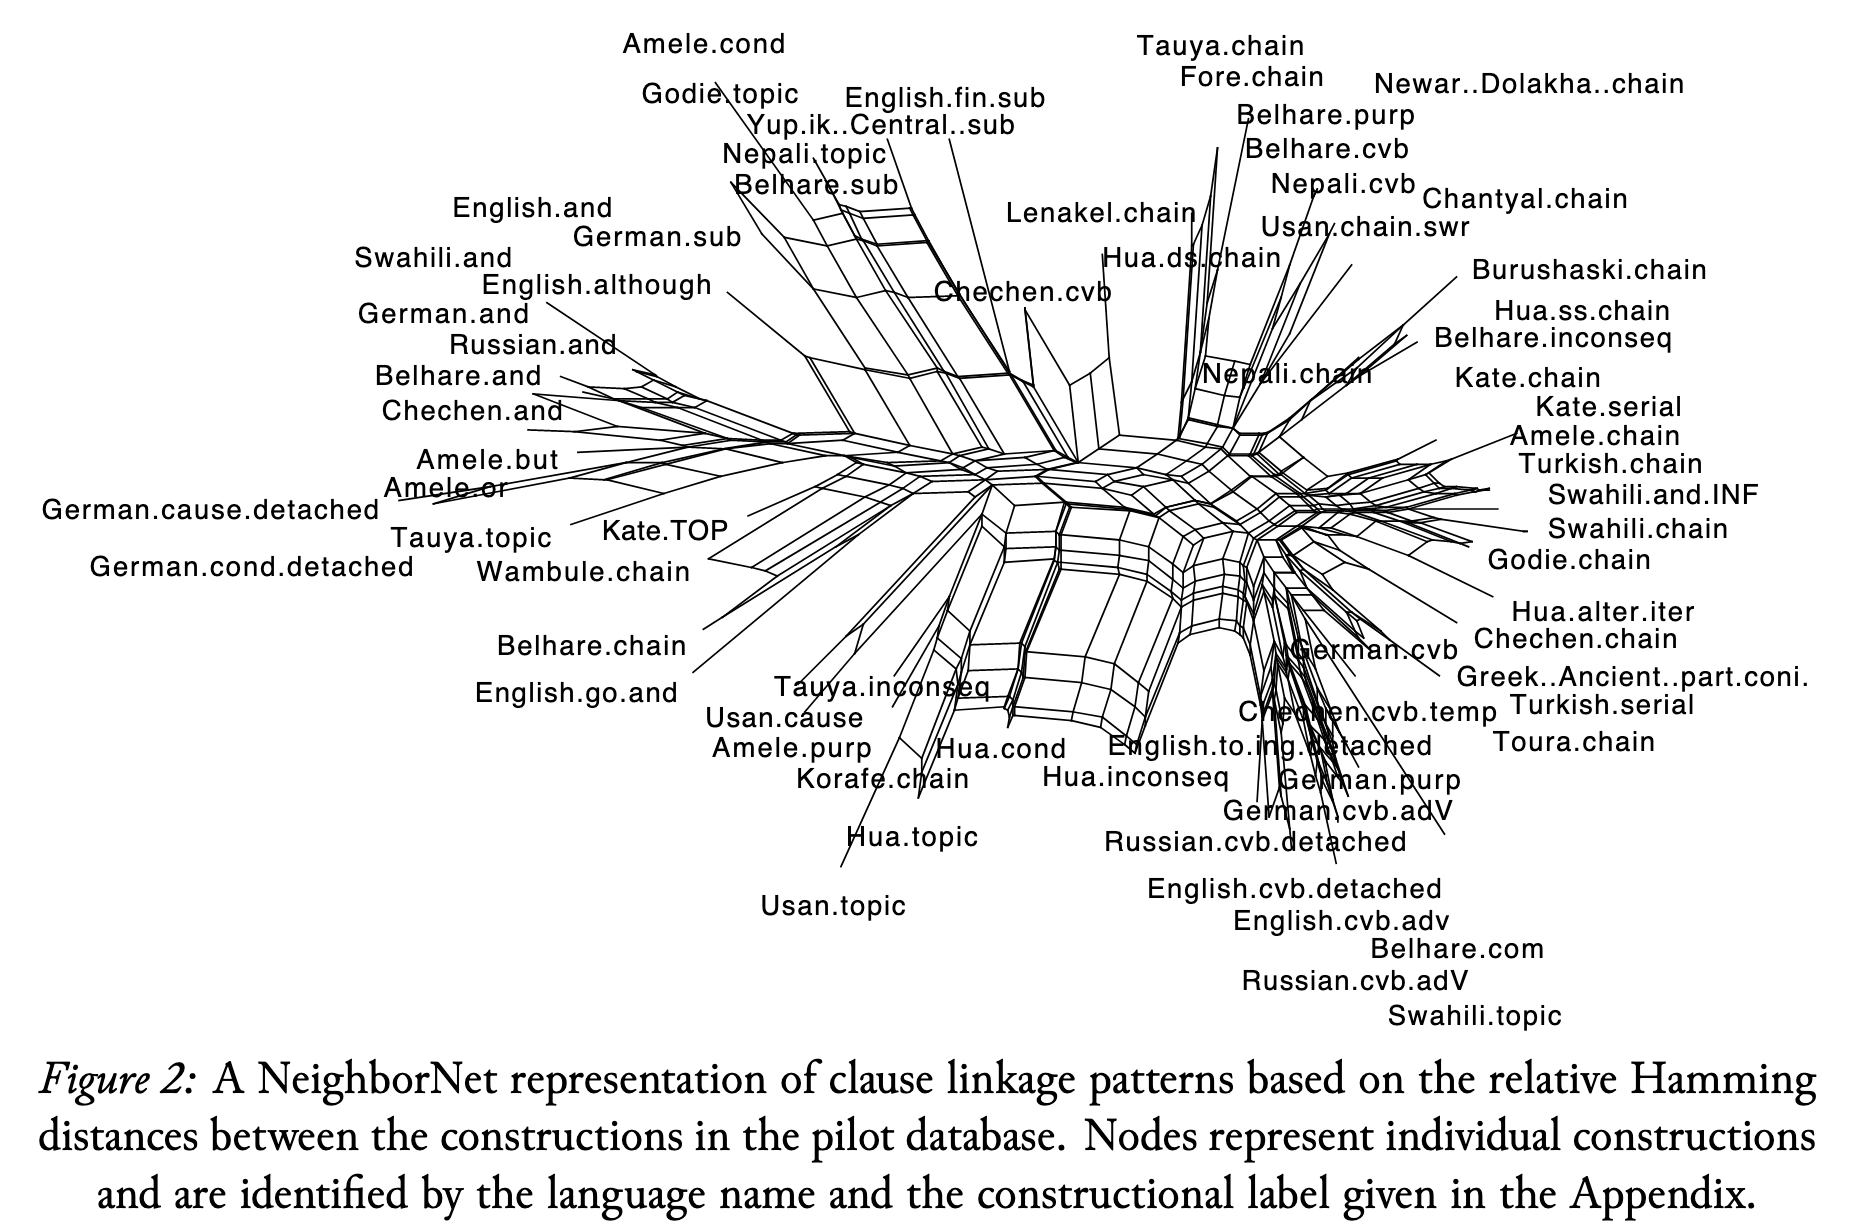 Amele.cond
Tauya.chain
Godie.topic
Fore.chain
English.fin.sub
Newar..Dolakha..chain
Yup.ik..Central..sub
Belhare.purp
Nepali.topic
Belhare.cvb
Belhare.sub
Nepali.cvb
English.and
Lenakel.chain
Chantyal.chain
German.sub
Usan.chain.swr
Swahili.and
Hua.ds.chain
English.although
Chechen.cvb
Burushaski.chain
German.and
Hua.ss.chain
Russian.and
Belhare.inconseq
Belhare.and
Nepali.chain
Kate.chain
Chechen.and
Kate.serial
Amele.chain
Amele.but
Turkish.chain
Amele.or
Swahili.and.INF
German.cause.detached
Swahili.chain
Tauya.topic
Kate.TOP
Godie.chain
German.cond.detached
Wambule.chain
Hua.alter.iter
Belhare.chain
Chechen.chain
German.cvb
English.go.and
Tauya.inconseq
Greek..Ancient..part.coni.
Usan.cause
Chechen.cvb.temp
Turkish.serial
Amele.purp
Hua.cond
English.to.ing.detached
Toura.chain
Korafe.chain
Hua.inconseq
German.purp
German.cvb.adV
Hua.topic
Russian.cvb.detached
Usan.topic
English.cvb.detached
English.cvb.adv
Belhare.com
Russian.cvb.adV
Swahili.topic
Figure 2: A NeighborNet representation of clause linkage patterns based on the relative Hamming
distances between the constructions in the pilot database. Nodes represent individual constructions
and are identified by the language name and the constructional label given in the Appendix.